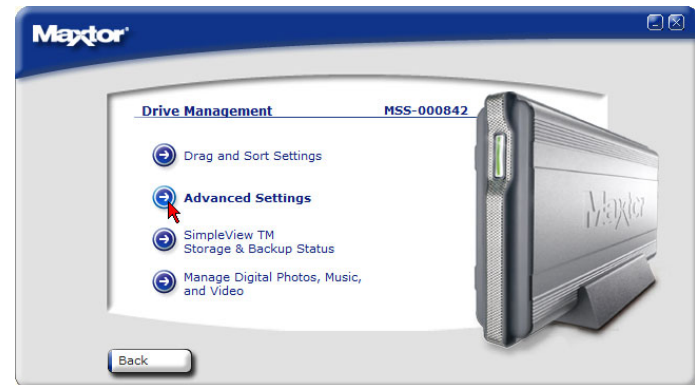 Maxtor
Drive Management MSS-000842
Drag and Sort Settings
Advanced Settings
SimpleView TM
Storage & Backup Status
Manage Digital Photos, Music,
and Video
Maxtor
Back